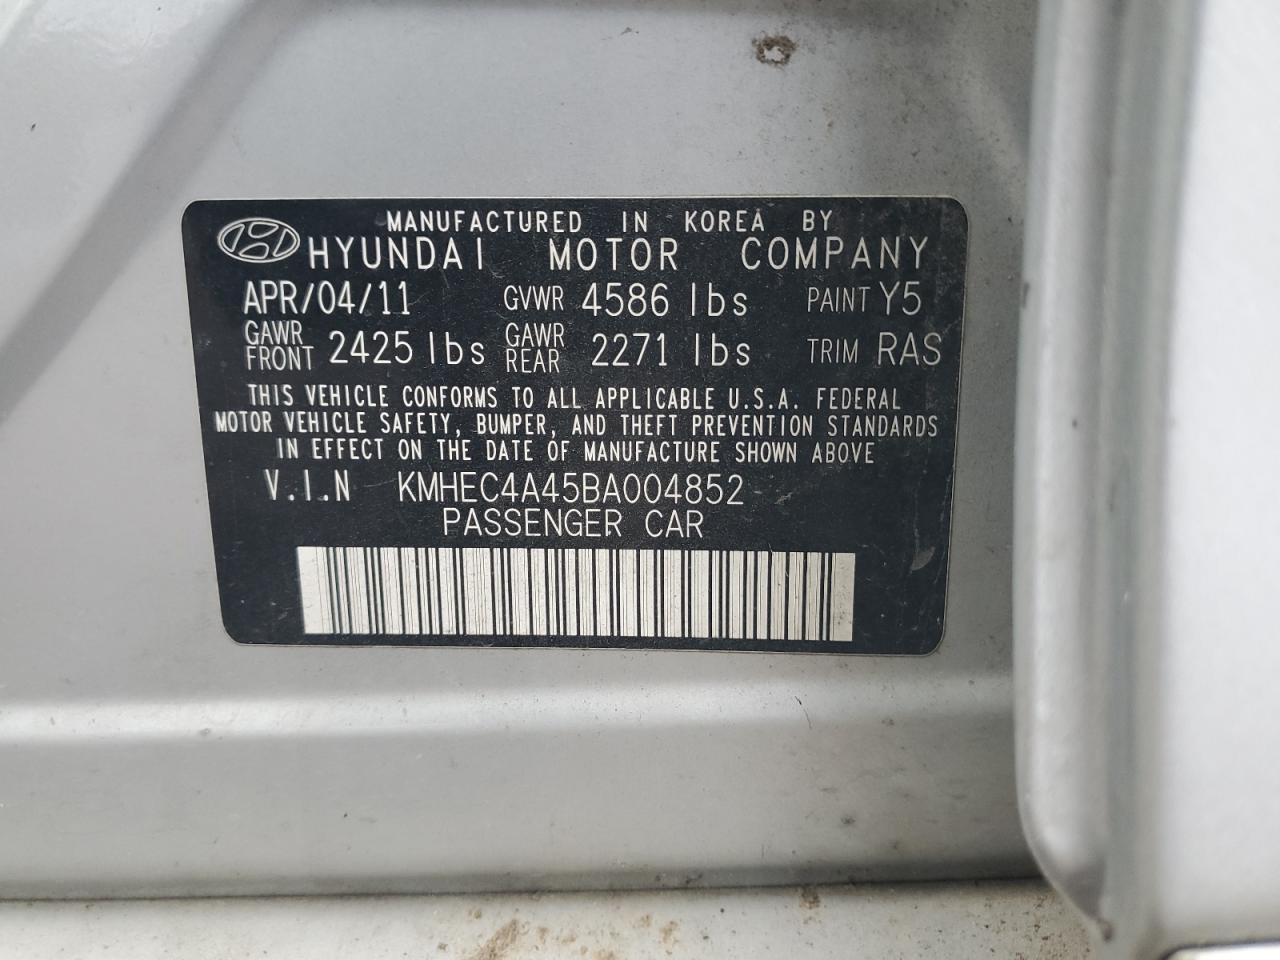 MANUFACTURED IN KOREA BY
HYUNDAI MOTOR COMPANY
APR/04/11 GVWR 4586 lbs PAINT Y5
GAWR FRONT 2425 lbs GAWR REAR 2271 lbs TRIM RAS
THIS VEHICLE CONFORMS TO ALL APPLICABLE U.S.A. FEDERAL
MOTOR VEHICLE SAFETY, BUMPER, AND THEFT PREVENTION STANDARDS
IN EFFECT ON THE DATE OF MANUFACTURE SHOWN ABOVE
V.I.N KMHEC4A45BA004852
PASSENGER CAR